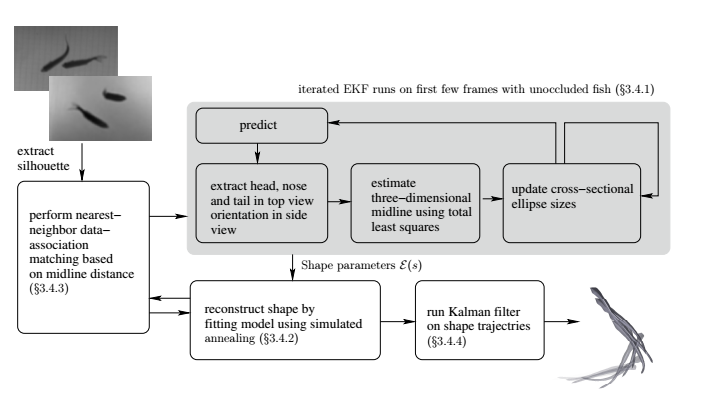 iterated EKF runs on first few frames with unoccluded fish (§3.4.1)
extract
silhouette
perform nearest−
neighbor data−
association
matching based
on midline distance
(§3.4.3)
predict
extract head, nose
and tail in top view
orientation in side
view
estimate
three−dimensional
midline using total
least squares
update cross−sectional
ellipse sizes
Shape parameters ℰ(s)
reconstruct shape by
fitting model using simulated
annealing (§3.4.2)
run Kalman filter
on shape trajectories
(§3.4.4)